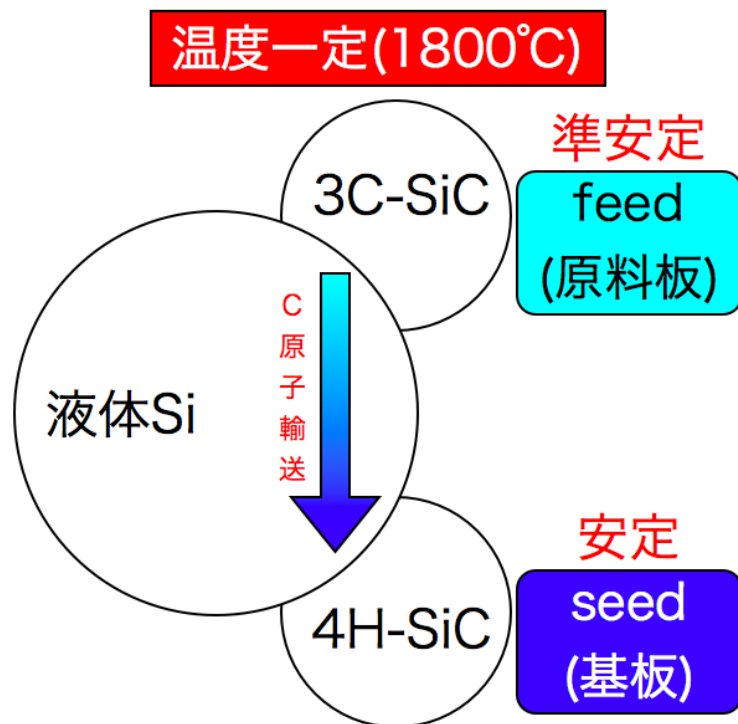 温度一定(1800℃)
準安定
3C-SiC
feed
(原料板)
C
原
子
輸
送
液体Si
安定
seed
(基板)
4H-SiC